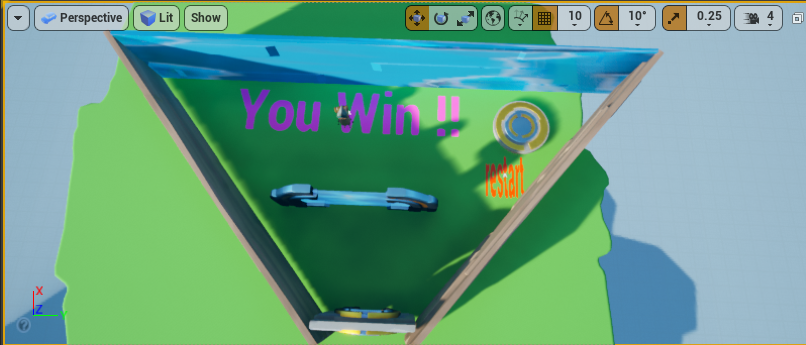 Perspective Lit Show 10 10° 0.25 4
You Win !!
restart
X
Z
?